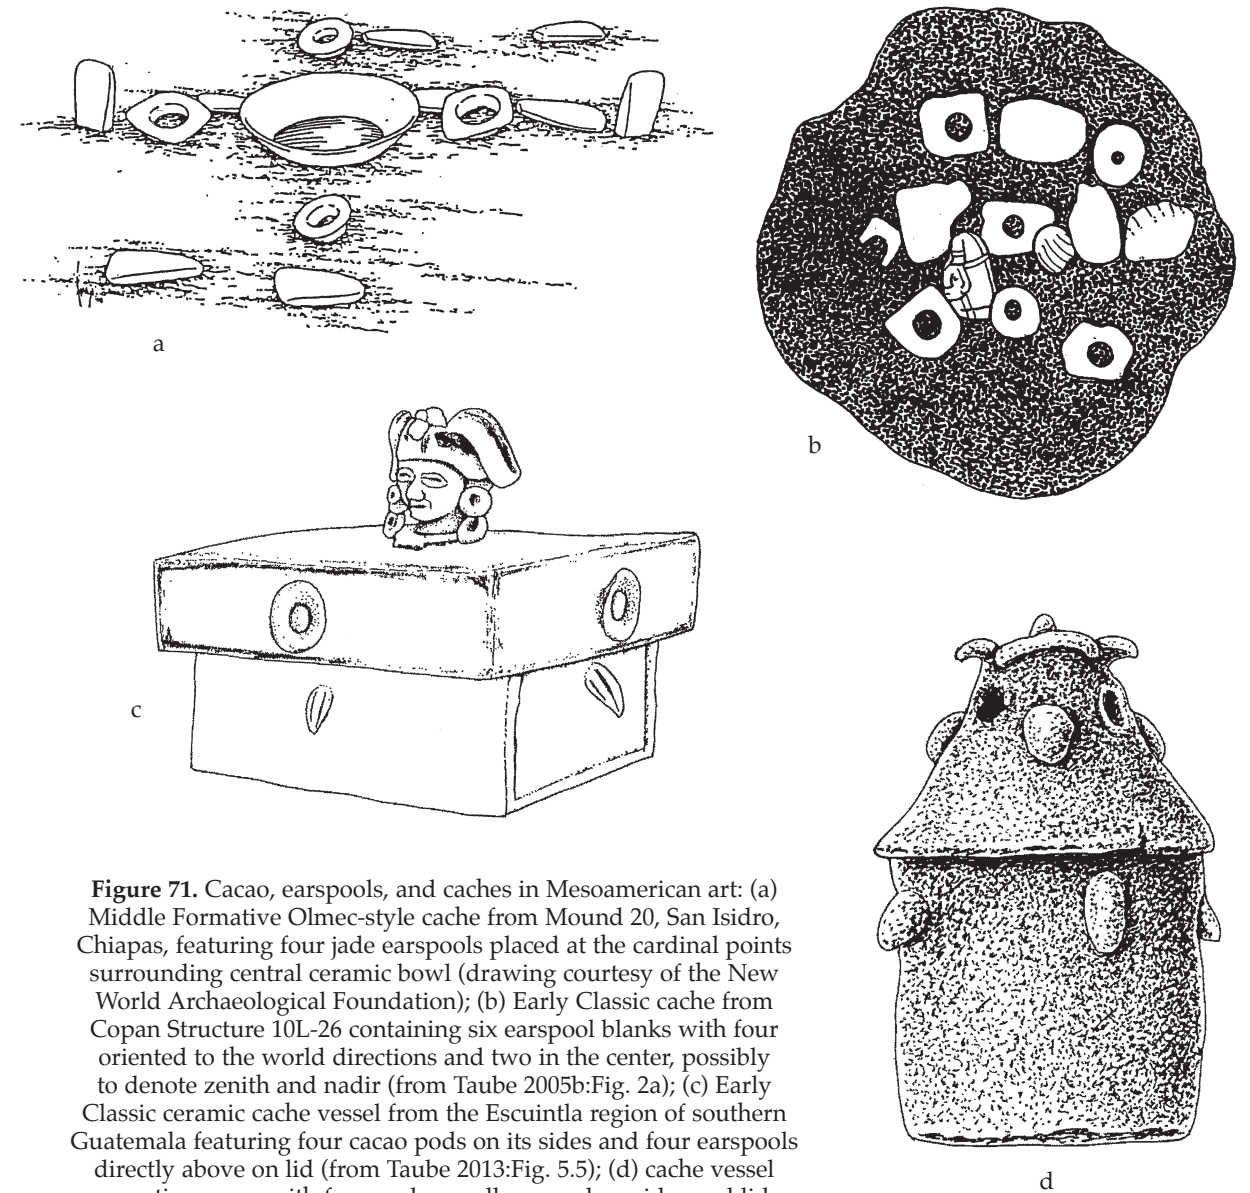 a
b
c
d
Figure 71. Cacao, earspools, and caches in Mesoamerican art: (a)
Middle Formative Olmec-style cache from Mound 20, San Isidro,
Chiapas, featuring four jade earspools placed at the cardinal points
surrounding central ceramic bowl (drawing courtesy of the New
World Archaeological Foundation); (b) Early Classic cache from
Copan Structure 10L-26 containing six earspool blanks with four
oriented to the world directions and two in the center, possibly
to denote zenith and nadir (from Taube 2005b:Fig. 2a); (c) Early
Classic ceramic cache vessel from the Escuintla region of southern
Guatemala featuring four cacao pods on its sides and four earspools
directly above on lid (from Taube 2013:Fig. 5.5); (d) cache vessel